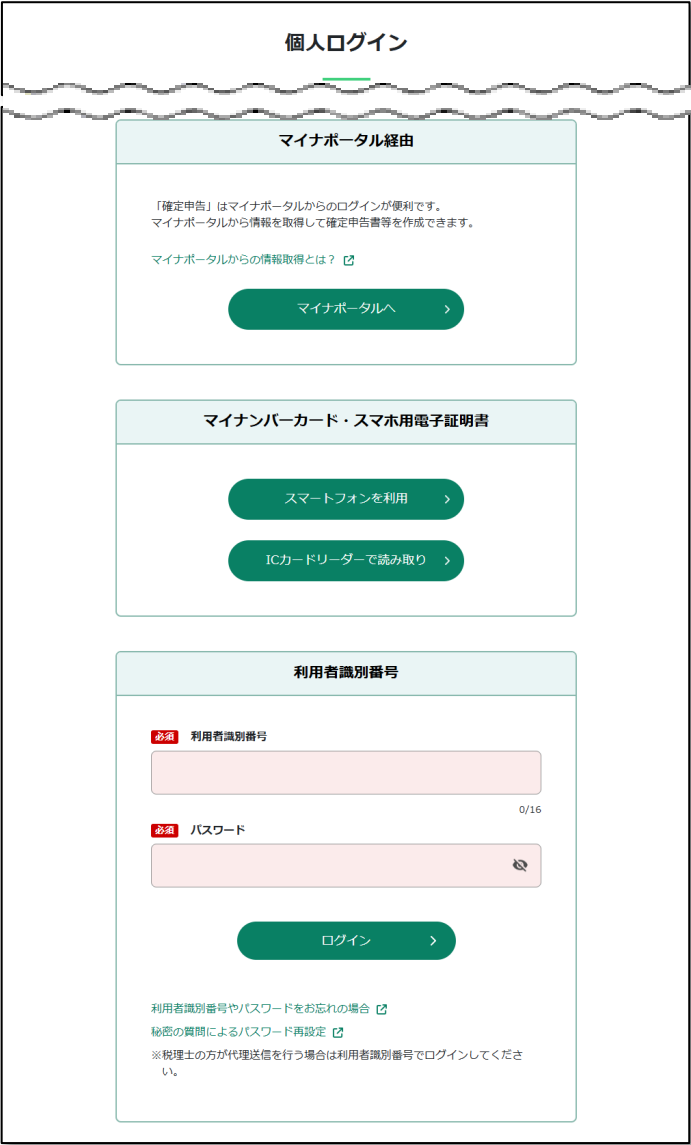 個人ログイン
マイナポータル経由
「確定申告」はマイナポータルからのログインが便利です。
マイナポータルから情報を取得して確定申告書等を作成できます。
マイナポータルからの情報取得とは？
マイナポータルへ
マイナンバーカード・スマホ用電子証明書
スマートフォンを利用
ICカードリーダーで読み取り
利用者識別番号
必須 利用者識別番号
0/16
必須 パスワード
ログイン
利用者識別番号やパスワードをお忘れの場合
秘密の質問によるパスワード再設定
※税理士の方が代理送信を行う場合は利用者識別番号でログインしてくださ
い。